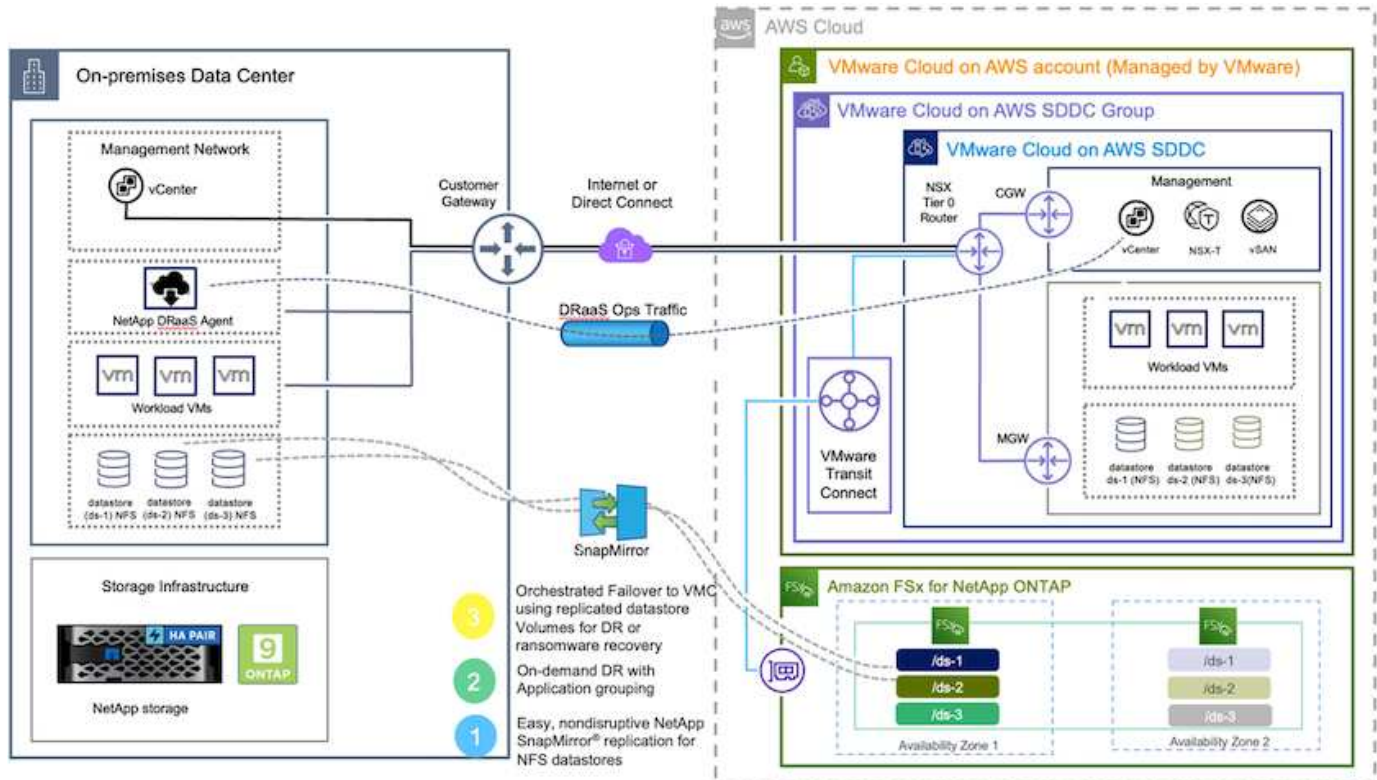 On-premises Data Center
Management Network
vCenter
NetApp DRaaS Agent
vm vm vm
Workload VMs
datastore datastore datastore
(ds-1) NFS (ds-2) NFS (ds-3) NFS
Storage Infrastructure
HA PAIR
9
ONTAP
NetApp storage
Customer
Gateway
Internet or
Direct Connect
DRaaS Ops Traffic
SnapMirror
3
Orchestrated Failover to VMC
using replicated datastore
Volumes for DR or
ransomware recovery
2
On-demand DR with
Application grouping
1
Easy, nondisruptive NetApp
SnapMirror® replication for
NFS datastores
aws
AWS Cloud
VMware Cloud on AWS account (Managed by VMware)
VMware Cloud on AWS SDDC Group
VMware Cloud on AWS SDDC
NSX
Tier 0
Router
CGW
Management
vCenter NSX-T vSAN
vm vm vm
Workload VMs
MGW
datastore datastore datastore
ds-1 (NFS) ds-2 (NFS) ds-3(NFS)
VMware
Transit
Connect
FSx
Amazon FSx for NetApp ONTAP
FSx
/ds-1
/ds-2
/ds-3
Availability Zone 1
FSx
/ds-1
/ds-2
/ds-3
Availability Zone 2